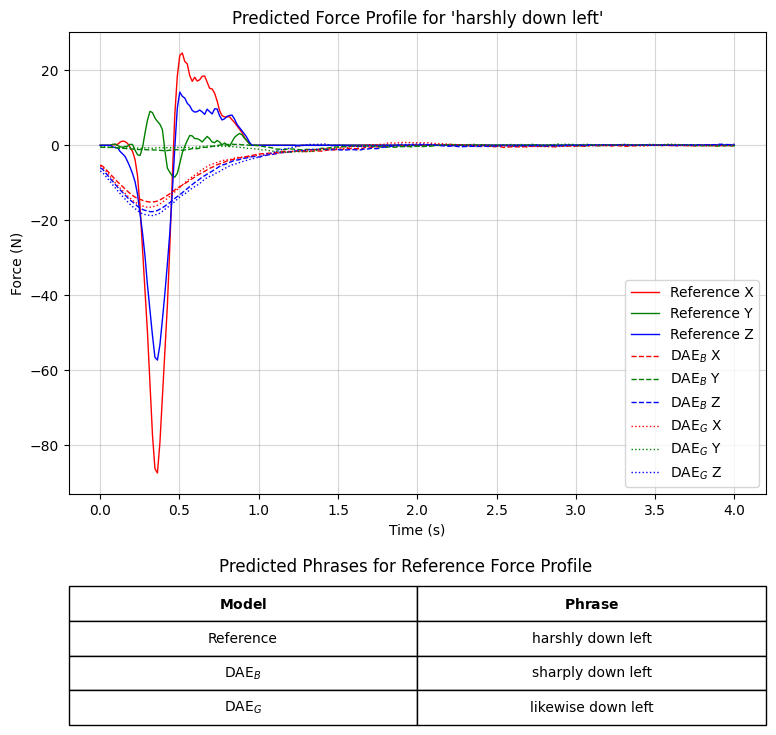 Predicted Force Profile for 'harshly down left'
Force (N)
20
0
−20
−40
−60
−80
Reference X
Reference Y
Reference Z
DAE_B X
DAE_B Y
DAE_B Z
DAE_G X
DAE_G Y
DAE_G Z
0.0 0.5 1.0 1.5 2.0 2.5 3.0 3.5 4.0
Time (s)
Predicted Phrases for Reference Force Profile
Model Phrase
Reference harshly down left
DAE_B sharply down left
DAE_G likewise down left